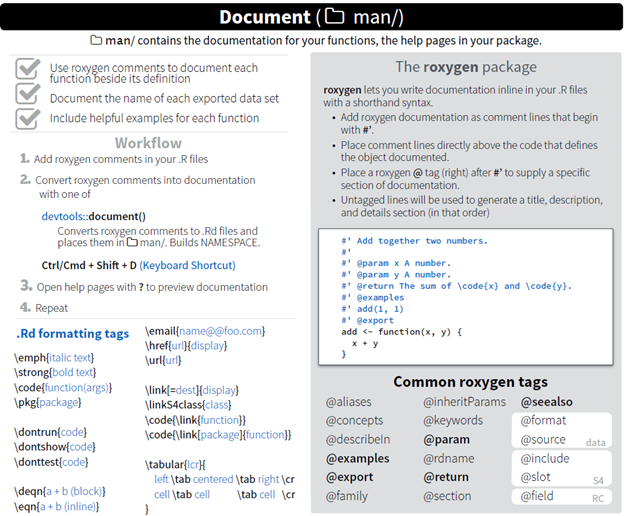 Document ( man/)
man/ contains the documentation for your functions, the help pages in your package.
Use roxygen comments to document each
function beside its definition
Document the name of each exported data set
Include helpful examples for each function
Workflow
1. Add roxygen comments in your .R files
2. Convert roxygen comments into documentation
with one of
devtools::document()
Converts roxygen comments to .Rd files and
places them in man/. Builds NAMESPACE.
Ctrl/Cmd + Shift + D (Keyboard Shortcut)
3. Open help pages with ? to preview documentation
4. Repeat
.Rd formatting tags
\emph{italic text}
\strong{bold text}
\code{function(args)}
\pkg{package}
\dontrun{code}
\dontshow{code}
\donttest{code}
\deqn{a + b (block)}
\eqn{a + b (inline)}
\email{name@@foo.com}
\href{url}{display}
\url{url}
\link[=dest]{display}
\linkS4class{class}
\code{\link{function}}
\code{\link[package]{function}}
\tabular{lcr}{
left \tab centered \tab right \cr
cell \tab cell \tab cell \cr
}
The roxygen package
roxygen lets you write documentation inline in your .R files
with a shorthand syntax.
• Add roxygen documentation as comment lines that begin
with #'.
• Place comment lines directly above the code that defines
the object documented.
• Place a roxygen @ tag (right) after #' to supply a specific
section of documentation.
• Untagged lines will be used to generate a title, description,
and details section (in that order)
#' Add together two numbers.
#'
#' @param x A number.
#' @param y A number.
#' @return The sum of \code{x} and \code{y}.
#' @examples
#' add(1, 1)
#' @export
add <- function(x, y) {
x + y
}
Common roxygen tags
@aliases @inheritParams @seealso
@concepts @keywords @format
@describeIn @param @source data
@examples @rdname @include
@export @return @slot S4
@family @section @field RC